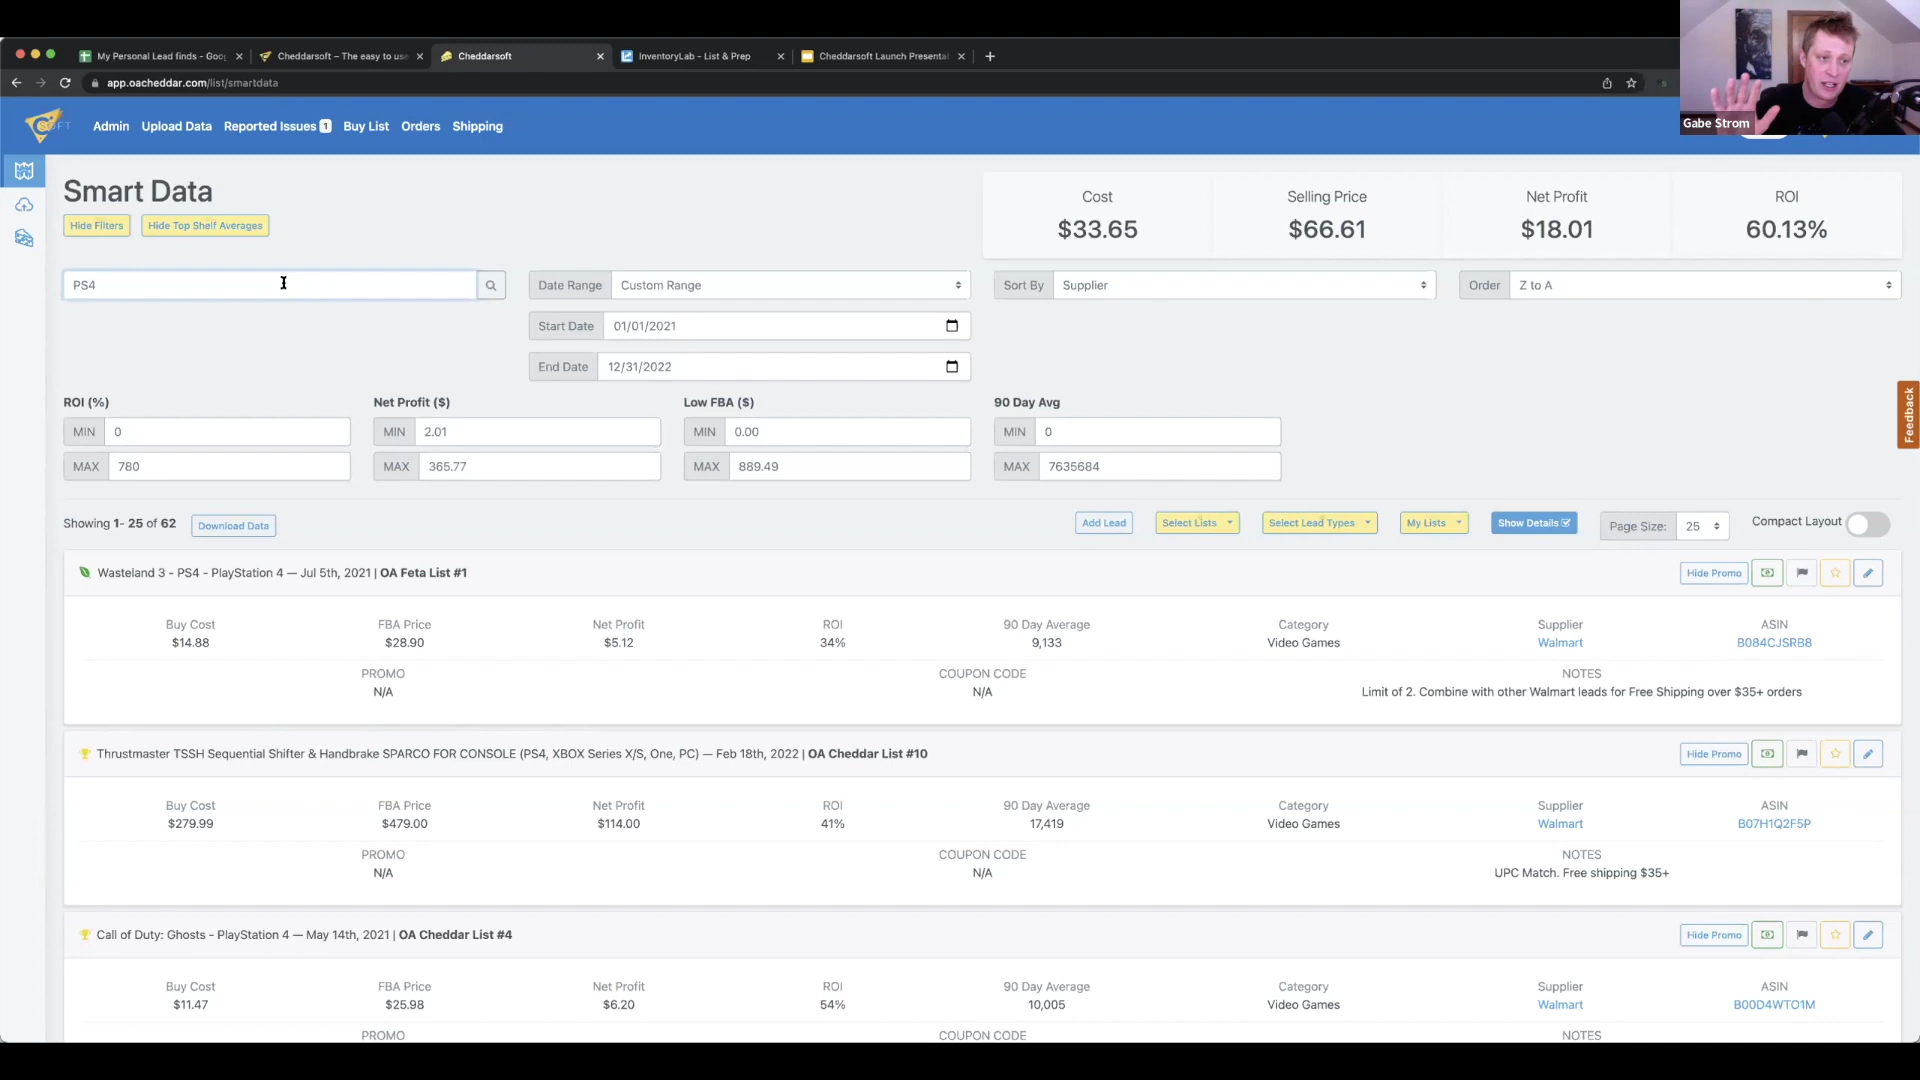 My Personal Lead finds - Goo
Cheddarsoft – The easy to us
Cheddarsoft
InventoryLab - List & Prep
Cheddarsoft Launch Presenta
app.oacheddar.com/list/smartdata
Gabe Strom
Admin
Upload Data
Reported Issues 1
Buy List
Orders
Shipping
Smart Data
Hide Filters
Hide Top Shelf Averages
Cost
Selling Price
Net Profit
ROI
$33.65
$66.61
$18.01
60.13%
PS4
Date Range
Custom Range
Sort By
Supplier
Order
Z to A
Start Date
01/01/2021
End Date
12/31/2022
ROI (%)
Net Profit ($)
Low FBA ($)
90 Day Avg
MIN
0
MIN
2.01
MIN
0.00
MIN
0
MAX
780
MAX
365.77
MAX
889.49
MAX
7635684
Feedback
Showing 1- 25 of 62
Download Data
Add Lead
Select Lists
Select Lead Types
My Lists
Show Details
Page Size:
25
Compact Layout
Wasteland 3 - PS4 - PlayStation 4 — Jul 5th, 2021 | OA Feta List #1
Hide Promo
Buy Cost
FBA Price
Net Profit
ROI
90 Day Average
Category
Supplier
ASIN
$14.88
$28.90
$5.12
34%
9,133
Video Games
Walmart
B084CJSRB8
PROMO
COUPON CODE
NOTES
N/A
N/A
Limit of 2. Combine with other Walmart leads for Free Shipping over $35+ orders
Thrustmaster TSSH Sequential Shifter & Handbrake SPARCO FOR CONSOLE (PS4, XBOX Series X/S, One, PC) — Feb 18th, 2022 | OA Cheddar List #10
Hide Promo
Buy Cost
FBA Price
Net Profit
ROI
90 Day Average
Category
Supplier
ASIN
$279.99
$479.00
$114.00
41%
17,419
Video Games
Walmart
B07H1Q2F5P
PROMO
COUPON CODE
NOTES
N/A
N/A
UPC Match. Free shipping $35+
Call of Duty: Ghosts - PlayStation 4 — May 14th, 2021 | OA Cheddar List #4
Hide Promo
Buy Cost
FBA Price
Net Profit
ROI
90 Day Average
Category
Supplier
ASIN
$11.47
$25.98
$6.20
54%
10,005
Video Games
Walmart
B00D4WTO1M
PROMO
COUPON CODE
NOTES